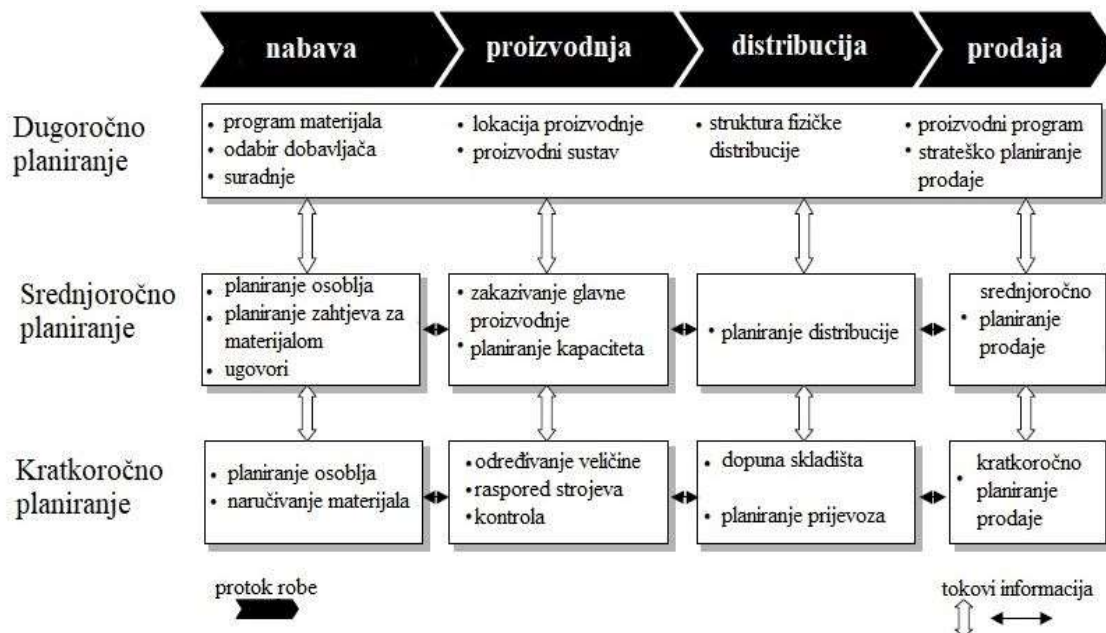 nabava
proizvodnja
distribucija
prodaja
Dugoročno
planiranje
• program materijala
• odabir dobavljača
• suradnje
• lokacija proizvodnje
• proizvodni sustav
• struktura fizičke
distribucije
• proizvodni program
• strateško planiranje
prodaje
Srednjoročno
planiranje
• planiranje osoblja
• planiranje zahtjeva za
materijalom
• ugovori
• zakazivanje glavne
proizvodnje
• planiranje kapaciteta
• planiranje distribucije
srednjoročno
• planiranje
prodaje
Kratkoročno
planiranje
• planiranje osoblja
• naručivanje materijala
• određivanje veličine
• raspored strojeva
• kontrola
• dopuna skladišta
• planiranje prijevoza
kratkoročno
• planiranje
prodaje
protok robe
tokovi informacija